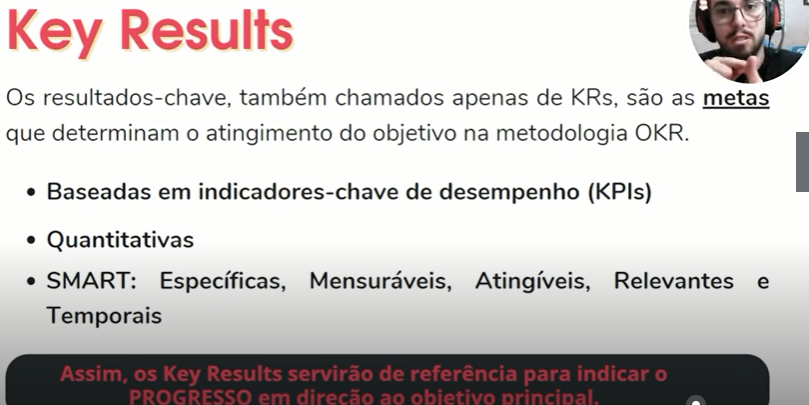 Key Results
Os resultados-chave, também chamados apenas de KRs, são as metas
que determinam o atingimento do objetivo na metodologia OKR.
• Baseadas em indicadores-chave de desempenho (KPIs)
• Quantitativas
• SMART: Específicas, Mensuráveis, Atingíveis, Relevantes e
Temporais
Assim, os Key Results servirão de referência para indicar o
PROGRESSO em direção ao objetivo principal.